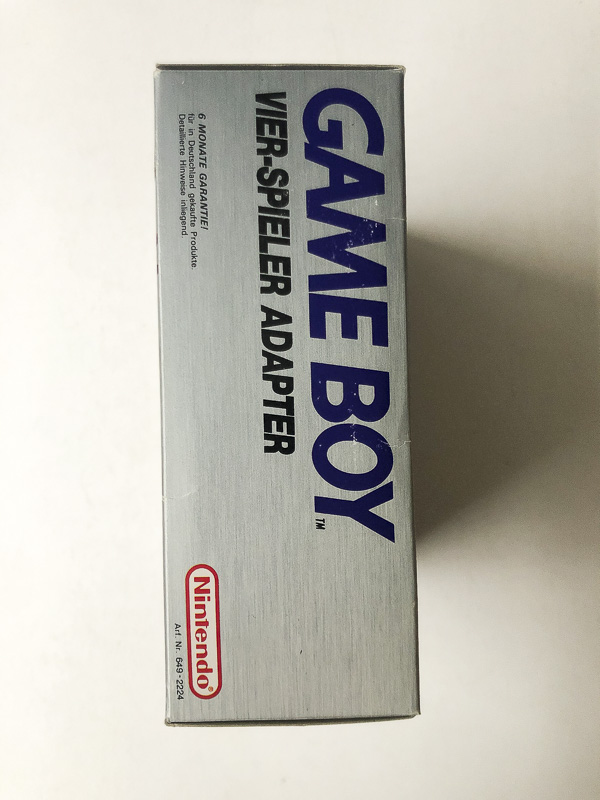 GAME BOY™
VIER-SPIELER ADAPTER
6 MONATE GARANTIE!
für in Deutschland gekaufte Produkte.
Detaillierte Hinweise inliegend.
Nintendo®
Art. Nr. 649-2224